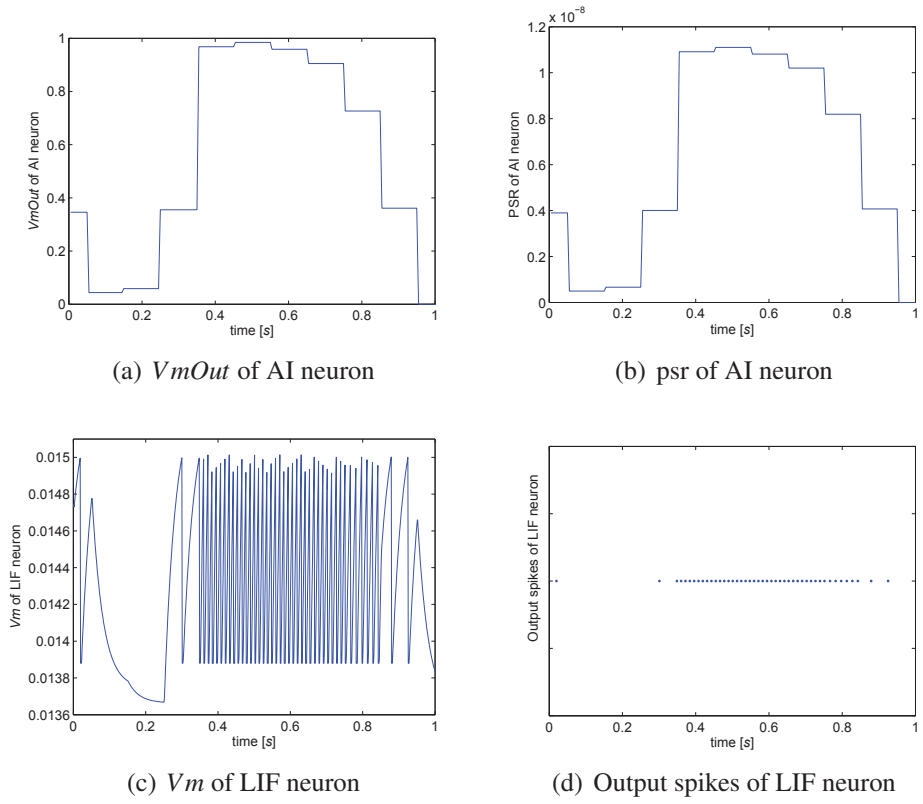 1
0.8
0.6
0.4
0.2
0
VmOut of AI neuron
0 0.2 0.4 0.6 0.8 1
time [s]
(a) VmOut of AI neuron
x 10⁻⁸
1.2
1
0.8
0.6
0.4
0.2
0
PSR of AI neuron
0 0.2 0.4 0.6 0.8 1
time [s]
(b) psr of AI neuron
0.015
0.0148
0.0146
0.0144
0.0142
0.014
0.0138
0.0136
Vm of LIF neuron
0 0.2 0.4 0.6 0.8 1
time [s]
(c) Vm of LIF neuron
Output spikes of LIF neuron
0 0.2 0.4 0.6 0.8 1
time [s]
(d) Output spikes of LIF neuron